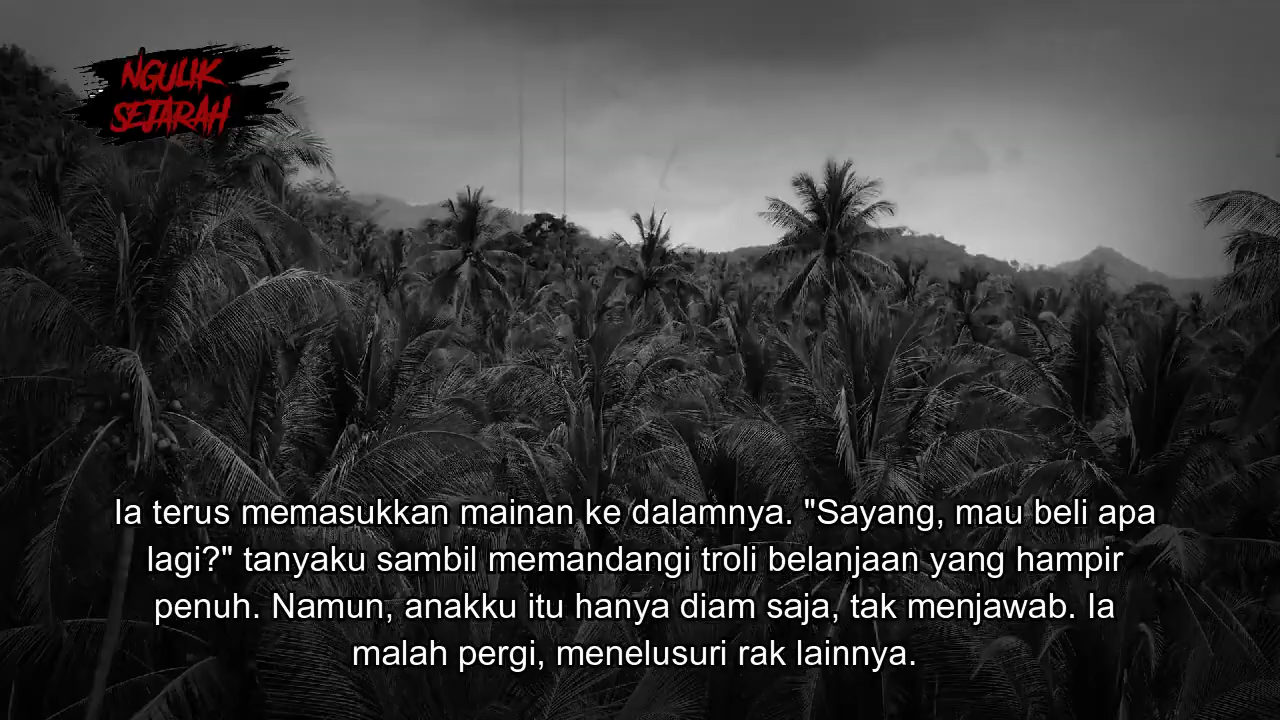 NGULIK
SEJARAH
Ia terus memasukkan mainan ke dalamnya. "Sayang, mau beli apa
lagi?" tanyaku sambil memandangi troli belanjaan yang hampir
penuh. Namun, anakku itu hanya diam saja, tak menjawab. Ia
malah pergi, menelusuri rak lainnya.